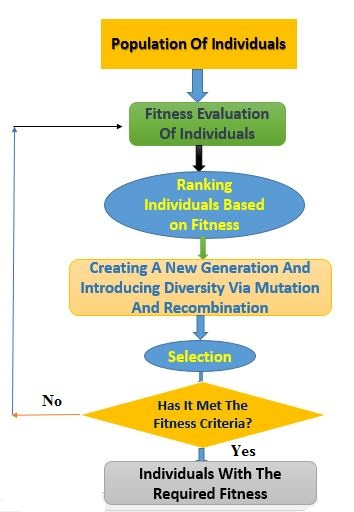 Population Of Individuals
Fitness Evaluation
Of Individuals
Ranking
Individuals Based
on Fitness
Creating A New Generation And
Introducing Diversity Via Mutation
And Recombination
Selection
Has It Met The
Fitness Criteria?
No
Yes
Individuals With The
Required Fitness